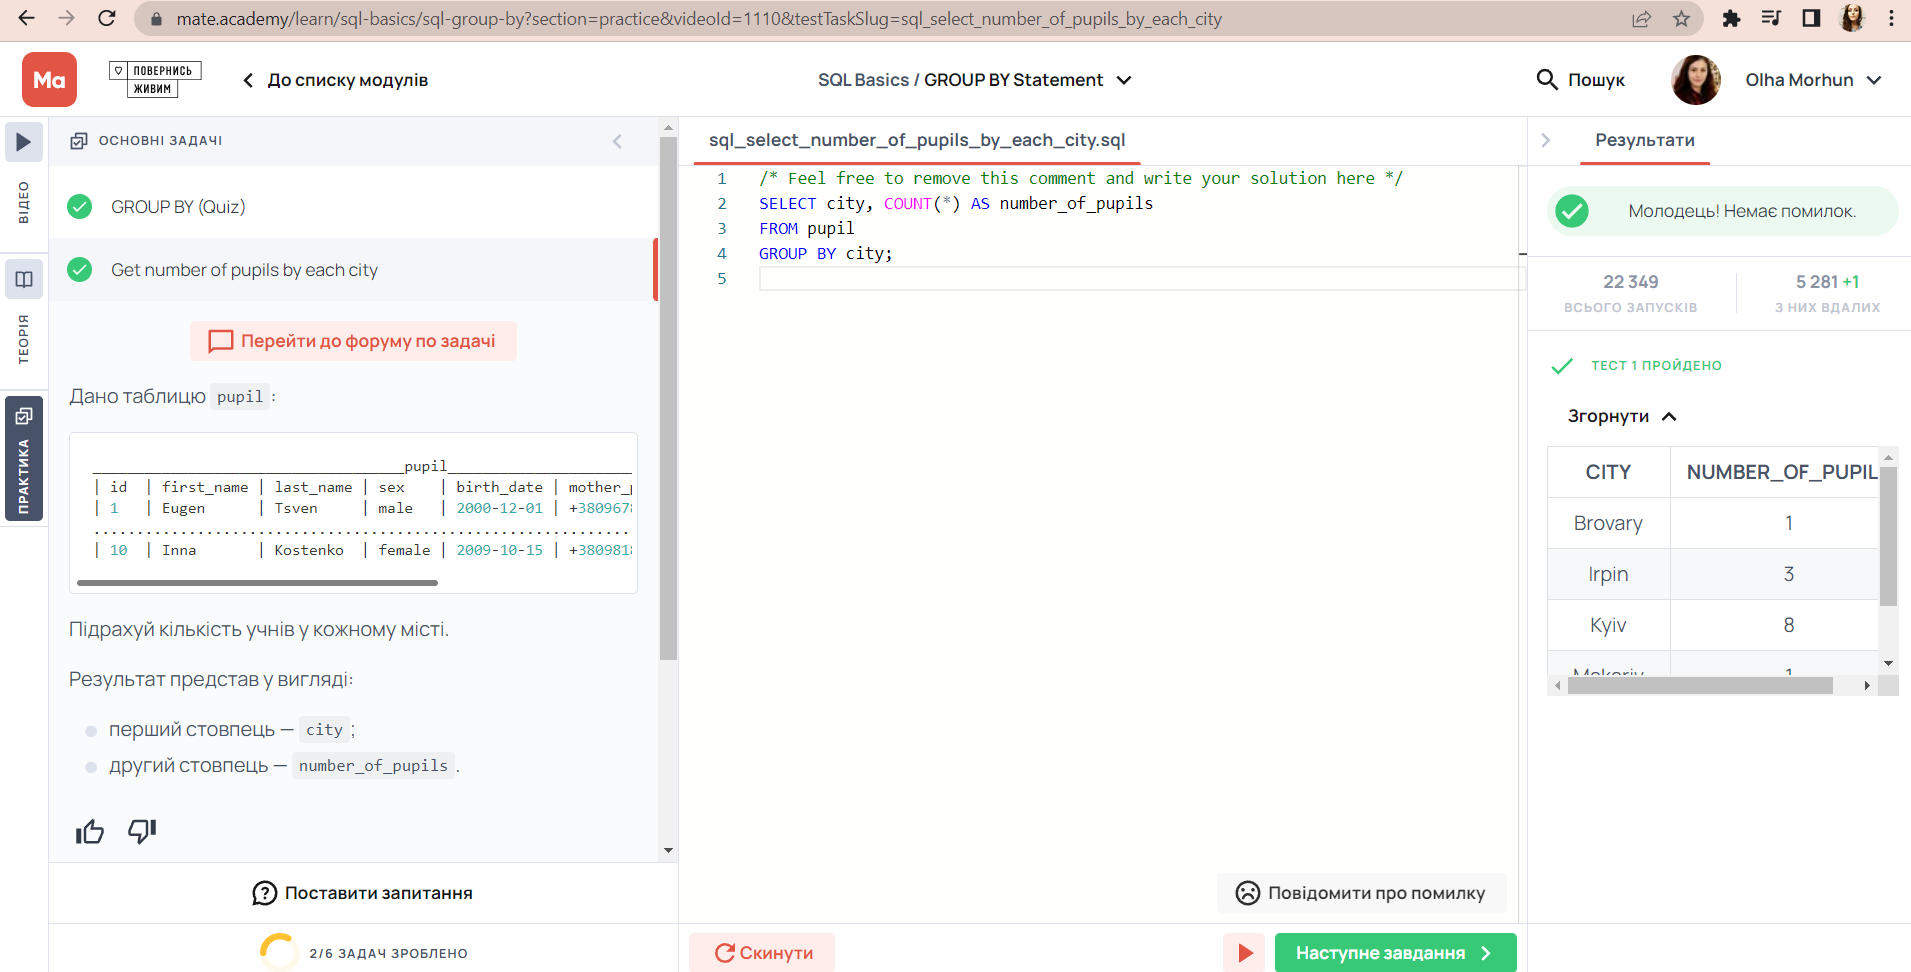 mate.academy/learn/sql-basics/sql-group-by?section=practice&videoId=1110&testTaskSlug=sql_select_number_of_pupils_by_each_city
Ma
ПОВЕРНИСЬ
ЖИВИМ
До списку модулів
SQL Basics / GROUP BY Statement
Пошук
Olha Morhun
ВІДЕО
ТЕОРІЯ
ПРАКТИКА
ОСНОВНІ ЗАДАЧІ
GROUP BY (Quiz)
Get number of pupils by each city
Перейти до форуму по задачі
Дано таблицю pupil :
____________________________________pupil______________________
| id | first_name | last_name | sex | birth_date | mother_p
| 1 | Eugen | Tsven | male | 2000-12-01 | +380967
..............................................................
| 10 | Inna | Kostenko | female | 2009-10-15 | +380981
Підрахуй кількість учнів у кожному місті.
Результат представ у вигляді:
перший стовпець — city ;
другий стовпець — number_of_pupils .
Поставити запитання
2/6 ЗАДАЧ ЗРОБЛЕНО
sql_select_number_of_pupils_by_each_city.sql
1 /* Feel free to remove this comment and write your solution here */
2 SELECT city, COUNT(*) AS number_of_pupils
3 FROM pupil
4 GROUP BY city;
5
Повідомити про помилку
Скинути
Наступне завдання
Результати
Молодець! Немає помилок.
22 349 5 281 +1
ВСЬОГО ЗАПУСКІВ З НИХ ВДАЛИХ
ТЕСТ 1 ПРОЙДЕНО
Згорнути
CITY NUMBER_OF_PUPIL
Brovary 1
Irpin 3
Kyiv 8
Makariv 1